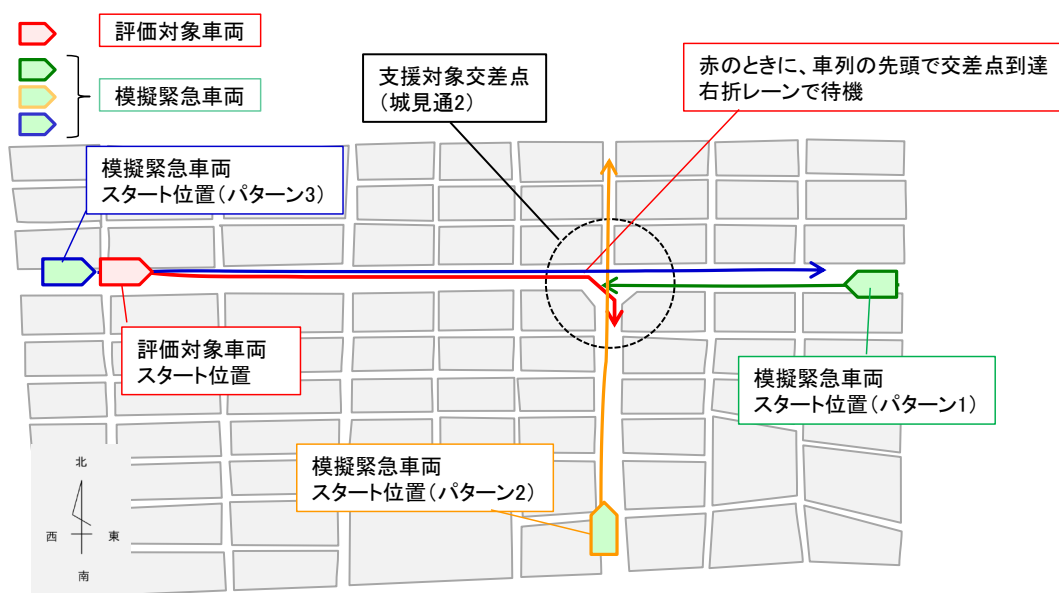 評価対象車両
模擬緊急車両
支援対象交差点
(城見通2)
赤のときに、車列の先頭で交差点到達
右折レーンで待機
模擬緊急車両
スタート位置(パターン3)
評価対象車両
スタート位置
模擬緊急車両
スタート位置(パターン1)
模擬緊急車両
スタート位置(パターン2)
北
西
東
南